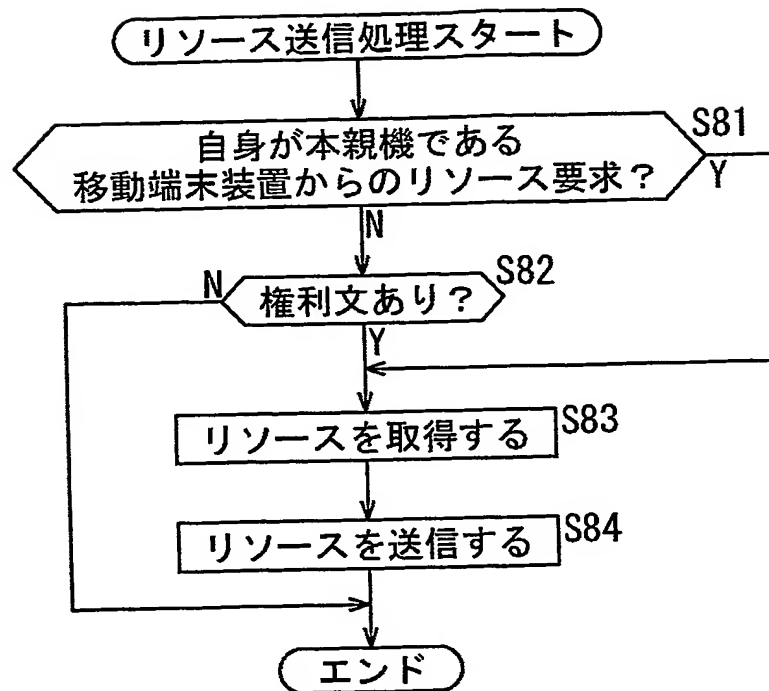 リソース送信処理スタート
S81
自身が本親機である
移動端末装置からのリソース要求？
Y
N
S82
N
権利文あり？
Y
S83
リソースを取得する
S84
リソースを送信する
エンド